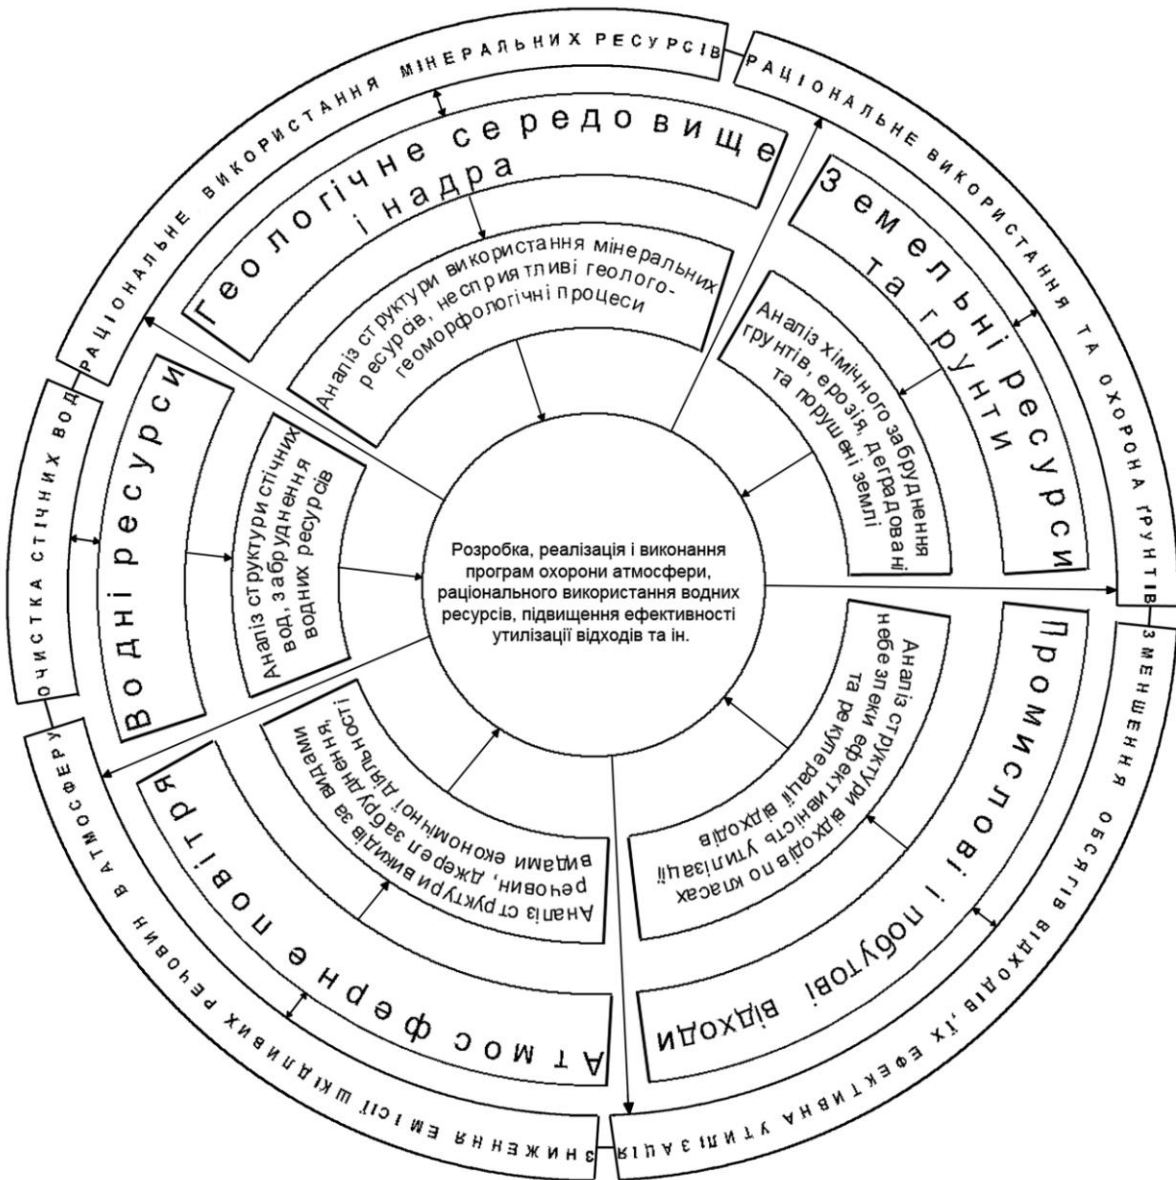 РАЦІОНАЛЬНЕ ВИКОРИСТАННЯ МІНЕРАЛЬНИХ РЕСУРСІВ
Геологічне середовище
і надра
Аналіз структури використання мінеральних
ресурсів, несприятливі геолого-
геоморфологічні процеси
РАЦІОНАЛЬНЕ ВИКОРИСТАННЯ ТА ОХОРОНА ҐРУНТІВ
Земельні ресурси
та грунти
Аналіз хімічного забруднення
грунтів, ерозія, деградовані
та порушені землі
ЗМЕНШЕННЯ ОБСЯГІВ ВІДХОДІВ, ЇХ ЕФЕКТИВНА УТИЛИЗАЦІЯ
Промислові і побутові відходи
Аналіз структури відходів по класах
небезпеки ефективність утилізації
та рекуперації відходів
ЗНИЖЕННЯ ЕМІСІЇ ШКІДЛИВИХ РЕЧОВИН В АТМОСФЕРУ
Атмосферне повітря
Аналіз структури викидів за видами
речовин, джерел забруднення,
видами економічної діяльності
ОЧИСТКА СТІЧНИХ ВОД
Водні ресурси
Аналіз структури стічних
вод, забруднення
водних ресурсів
Розробка, реалізація і виконання
програм охорони атмосфери,
раціонального використання водних
ресурсів, підвищення ефективності
утилізації відходів та ін.